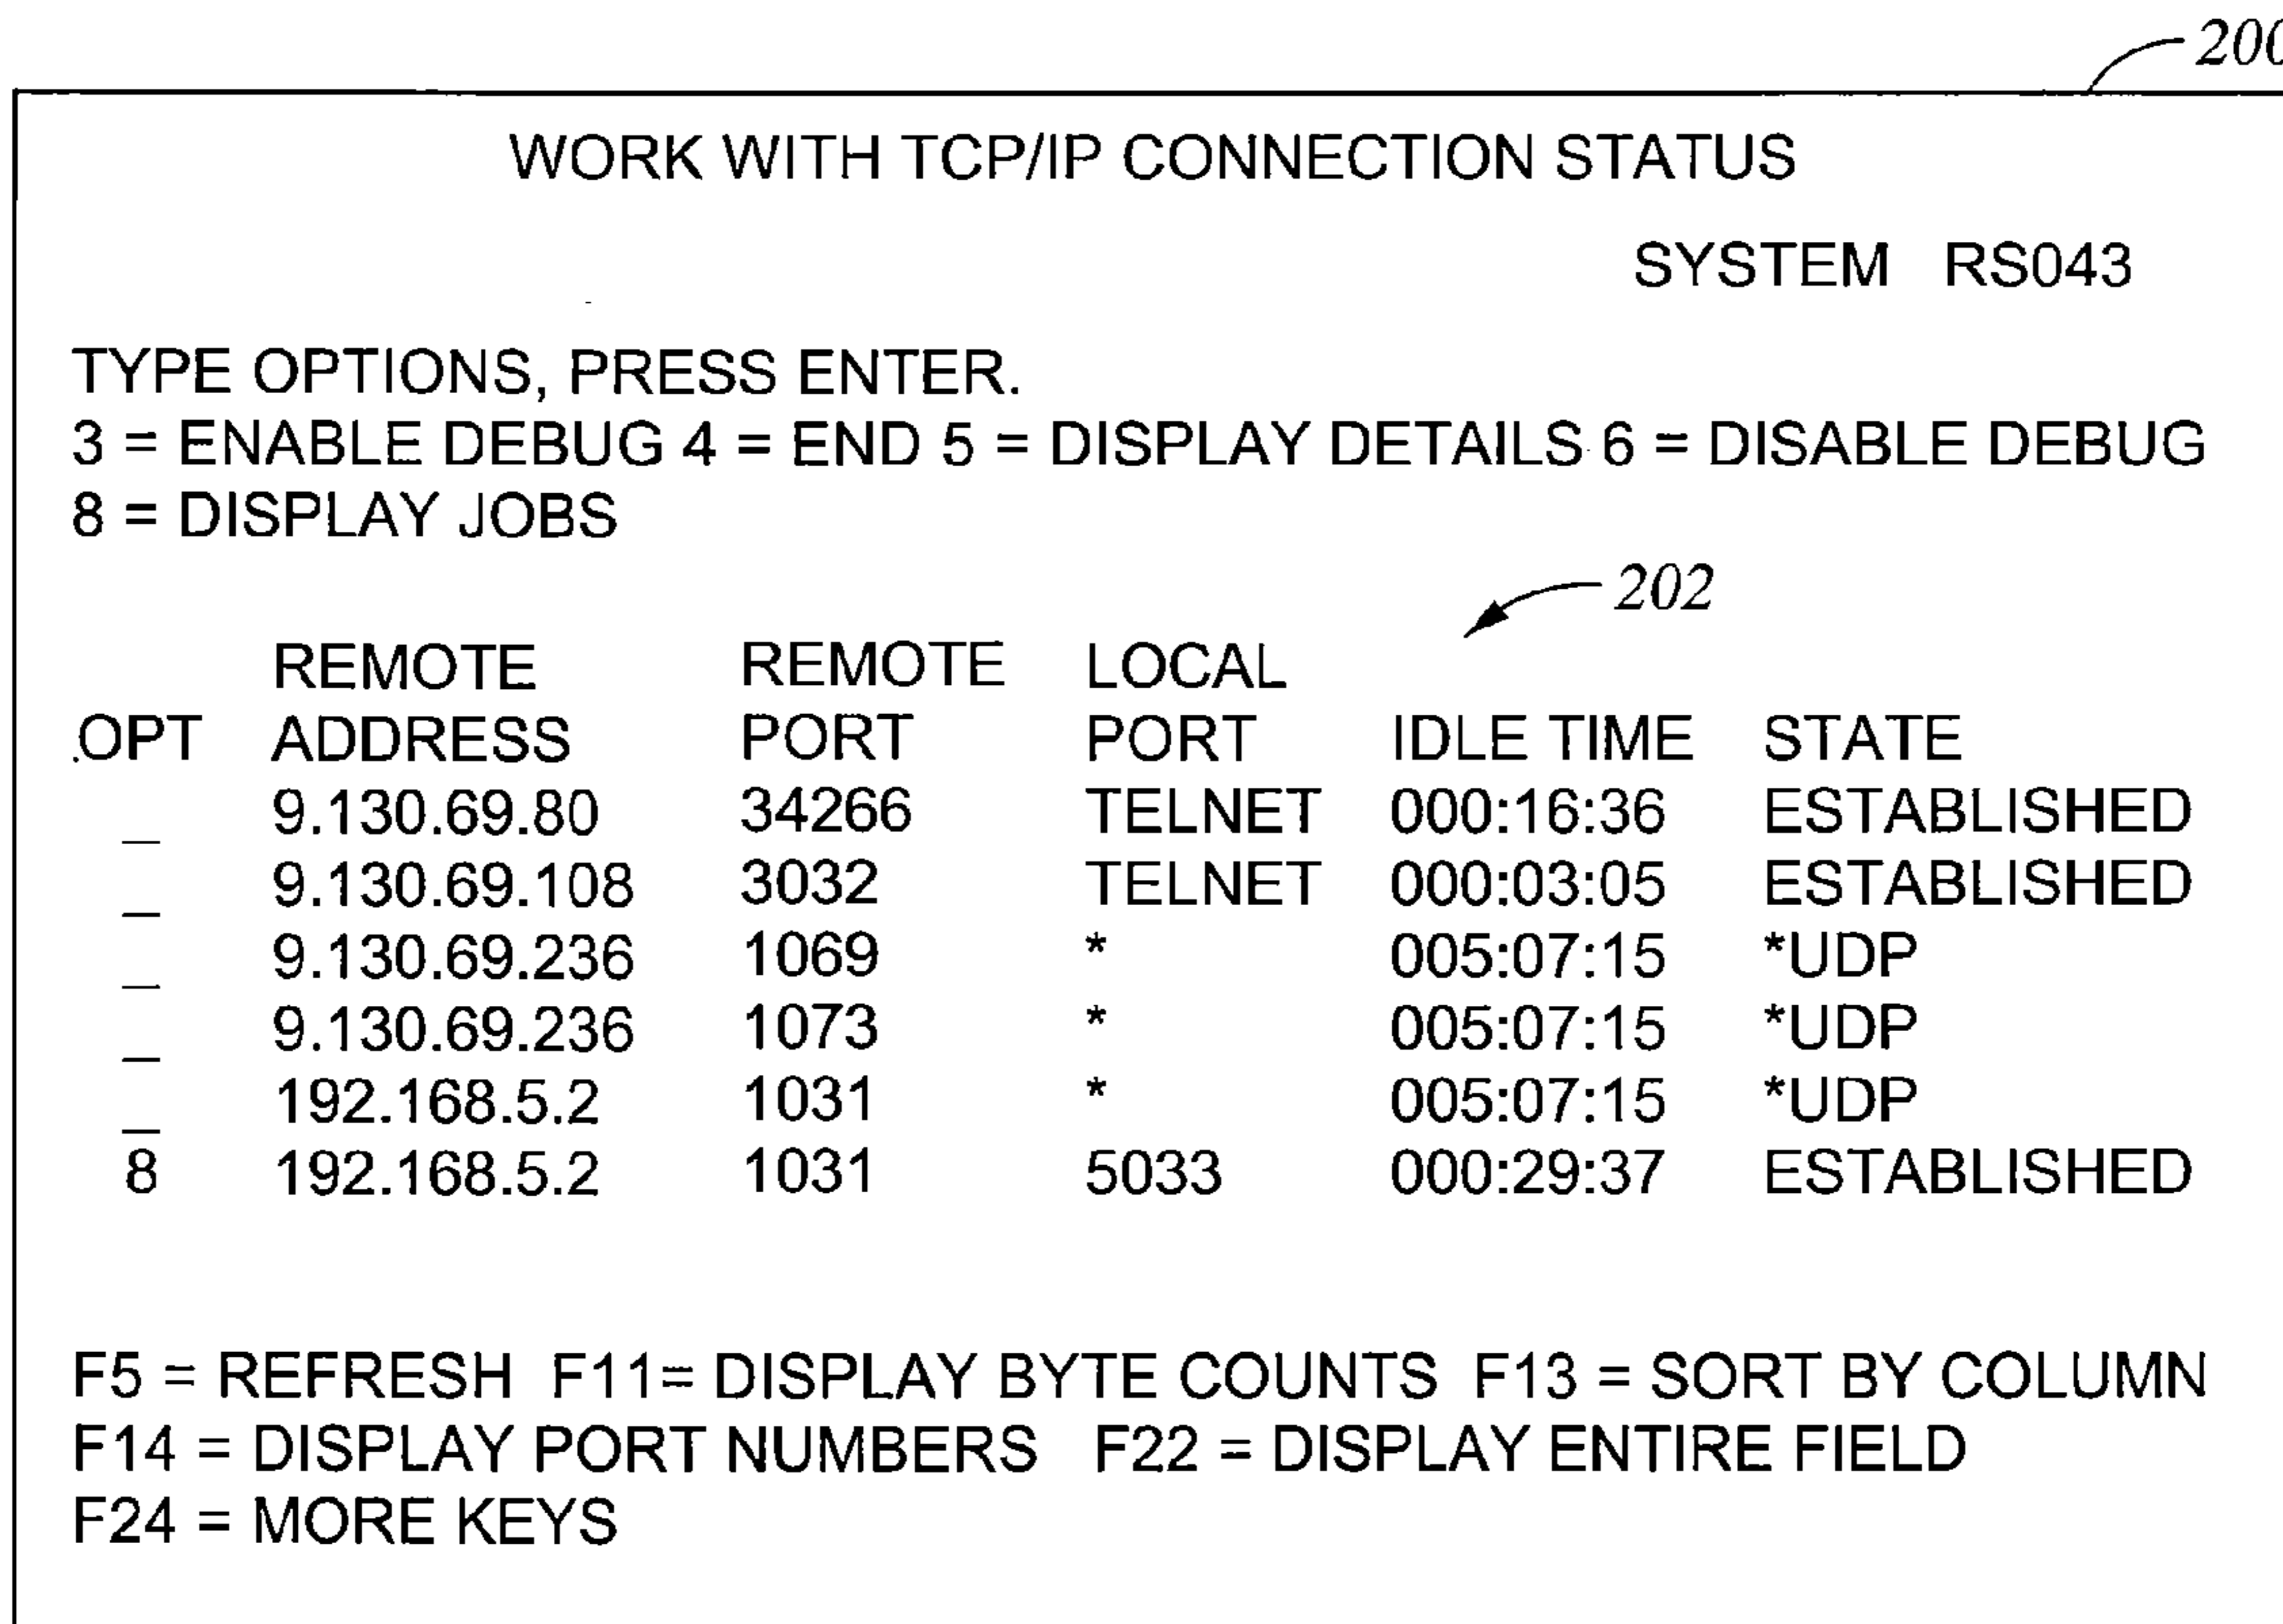 200
WORK WITH TCP/IP CONNECTION STATUS
SYSTEM RS043
TYPE OPTIONS, PRESS ENTER.
3 = ENABLE DEBUG 4 = END 5 = DISPLAY DETAILS 6 = DISABLE DEBUG
8 = DISPLAY JOBS
202
REMOTE REMOTE LOCAL
OPT ADDRESS PORT PORT IDLE TIME STATE
_ 9.130.69.80 34266 TELNET 000:16:36 ESTABLISHED
_ 9.130.69.108 3032 TELNET 000:03:05 ESTABLISHED
_ 9.130.69.236 1069 * 005:07:15 *UDP
_ 9.130.69.236 1073 * 005:07:15 *UDP
_ 192.168.5.2 1031 * 005:07:15 *UDP
8 192.168.5.2 1031 5033 000:29:37 ESTABLISHED
F5 = REFRESH F11= DISPLAY BYTE COUNTS F13 = SORT BY COLUMN
F14 = DISPLAY PORT NUMBERS F22 = DISPLAY ENTIRE FIELD
F24 = MORE KEYS